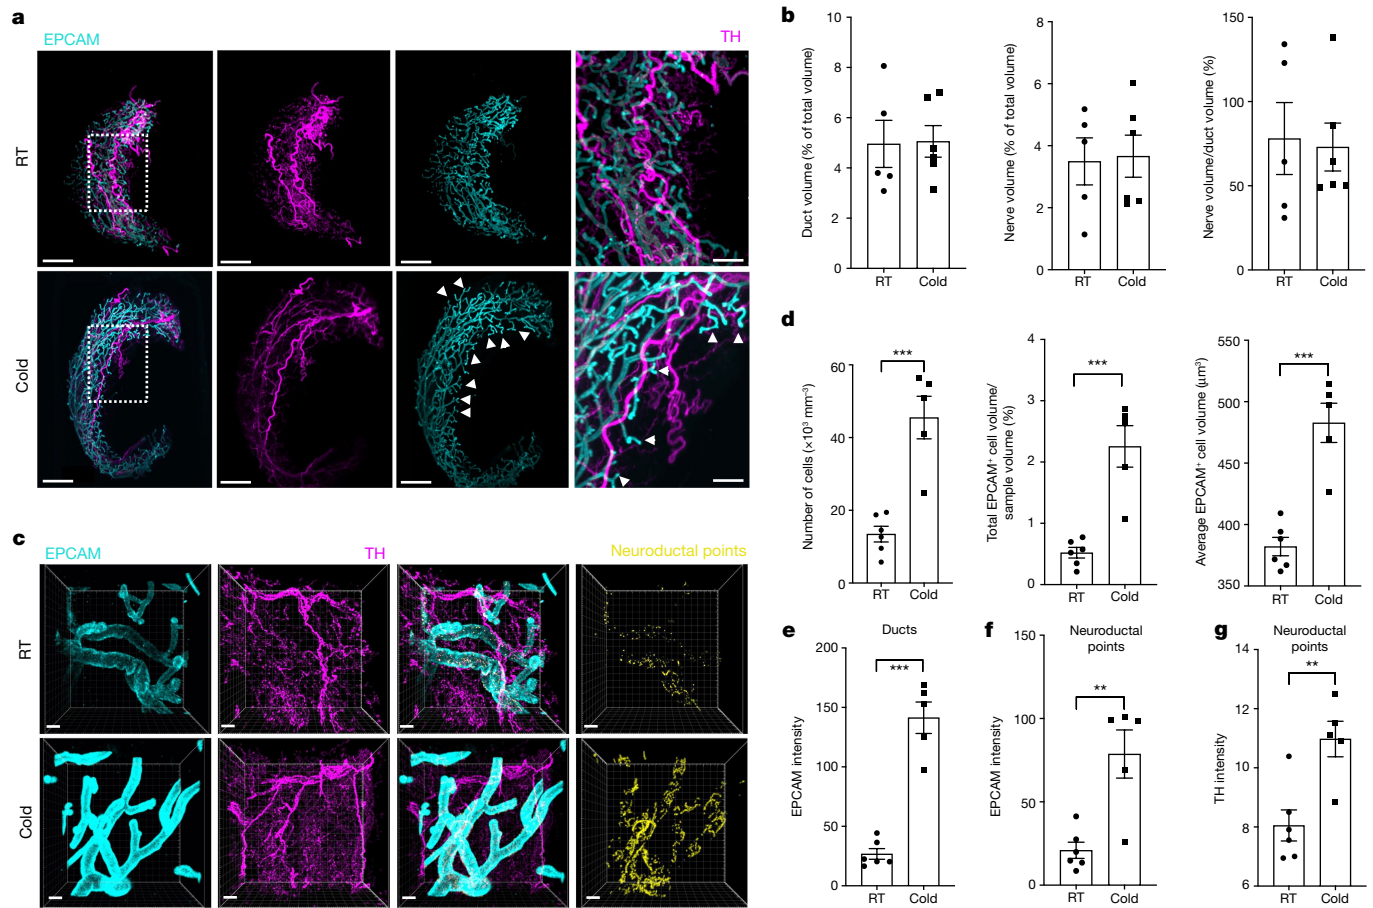 a
EPCAM
TH
RT
Cold
b
Duct volume (% of total volume)
10
8
6
4
2
0
RT
Cold
Nerve volume (% of total volume)
8
6
4
2
0
RT
Cold
Nerve volume/duct volume (%)
150
100
50
0
RT
Cold
c
EPCAM
TH
Neuroductal points
RT
Cold
d
Number of cells (×10³ mm⁻³)
60
40
20
0
***
RT
Cold
Total EPCAM⁺ cell volume/
sample volume (%)
4
3
2
1
0
***
RT
Cold
Average EPCAM⁺ cell volume (µm³)
550
500
450
400
350
***
RT
Cold
e
Ducts
EPCAM intensity
200
150
100
50
0
***
RT
Cold
f
Neuroductal
points
EPCAM intensity
150
100
50
0
**
RT
Cold
g
Neuroductal
points
TH intensity
14
12
10
8
6
**
RT
Cold